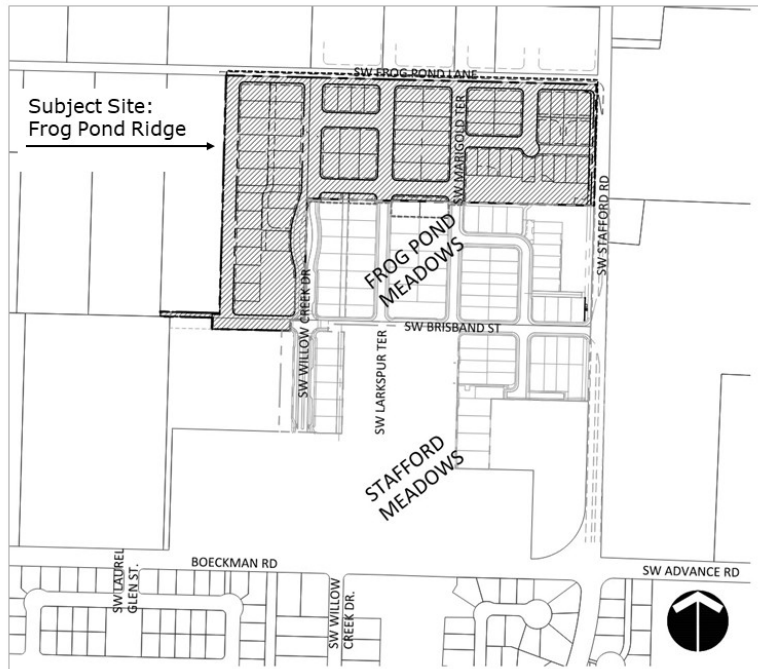 SW FROG POND LANE
Subject Site:
Frog Pond Ridge
SW MARIGOLD TER
SW STAFFORD RD
FROG POND
MEADOWS
SW WILLOW CREEK DR.
SW BRISBAND ST
SW LARKSPUR TER
STAFFORD
MEADOWS
BOECKMAN RD
SW ADVANCE RD
SW LAUREL
GLEN ST.
SW WILLOW
CREEK DR.